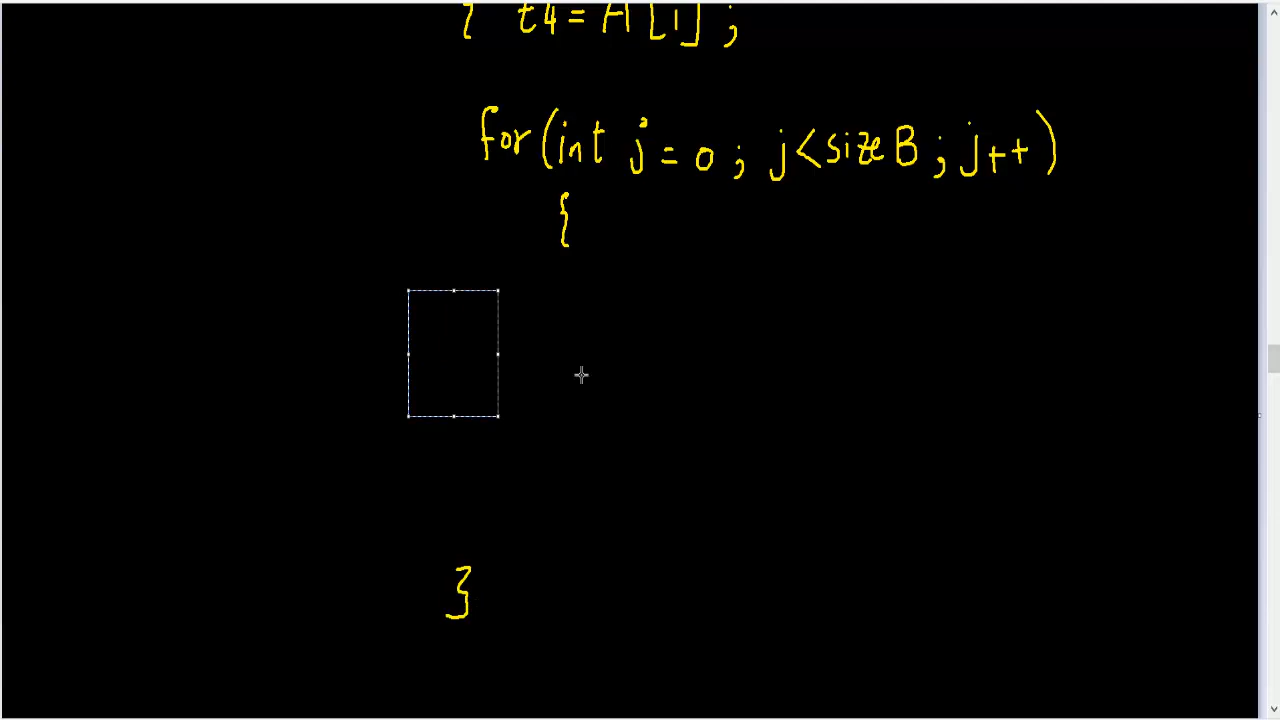 { t4 = A[i] ;
for(int j = 0 ; j<sizeB ; j++)
{
}